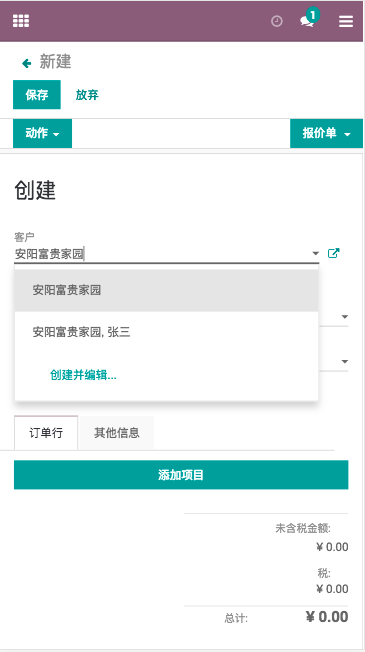 1
新建
保存 放弃
动作 报价单
创建
客户
安阳富贵家园
安阳富贵家园
安阳富贵家园, 张三
创建并编辑...
订单行 其他信息
添加项目
未含税金额:
¥ 0.00
税:
¥ 0.00
总计: ¥ 0.00